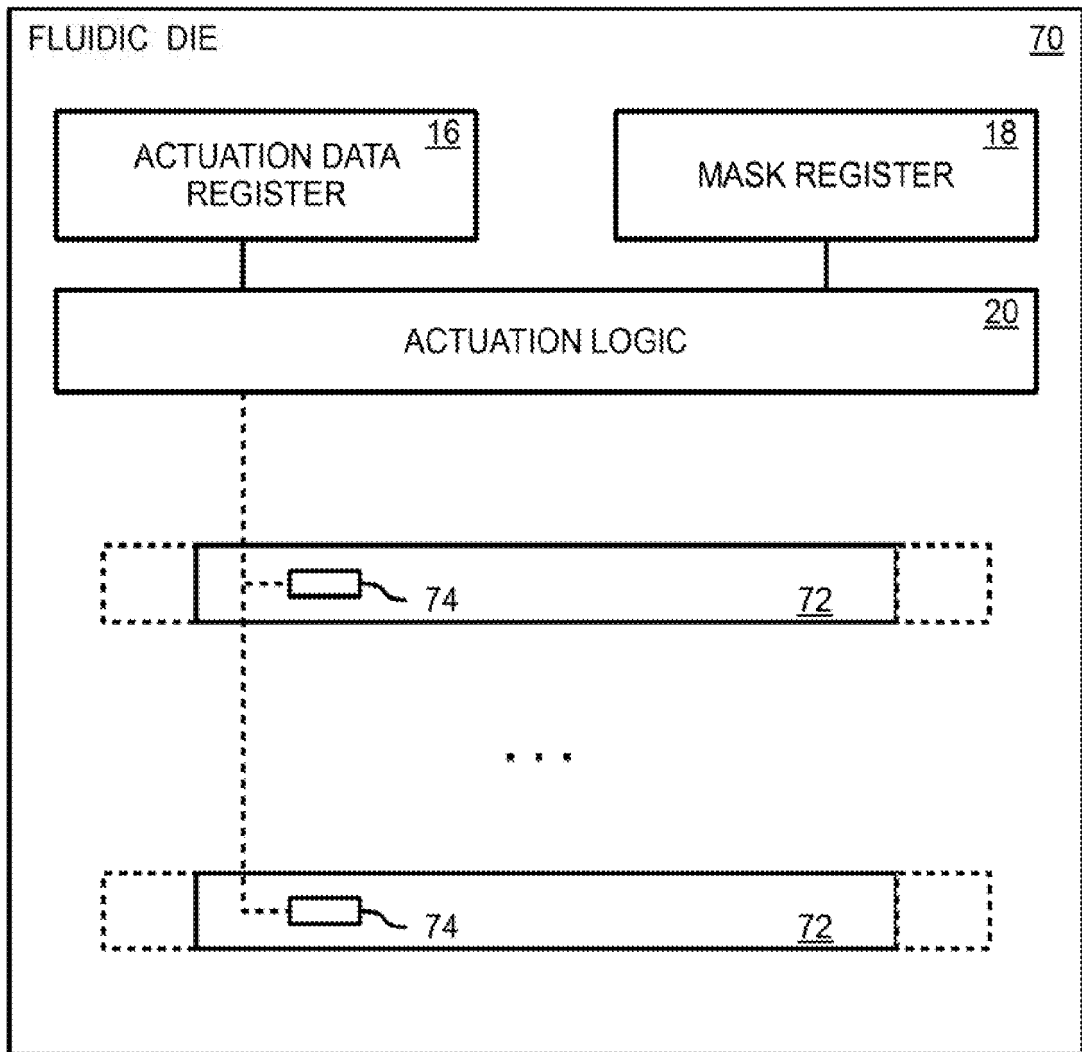 FLUIDIC DIE 70
16
ACTUATION DATA
REGISTER
18
MASK REGISTER
20
ACTUATION LOGIC
74 72
. . .
74 72